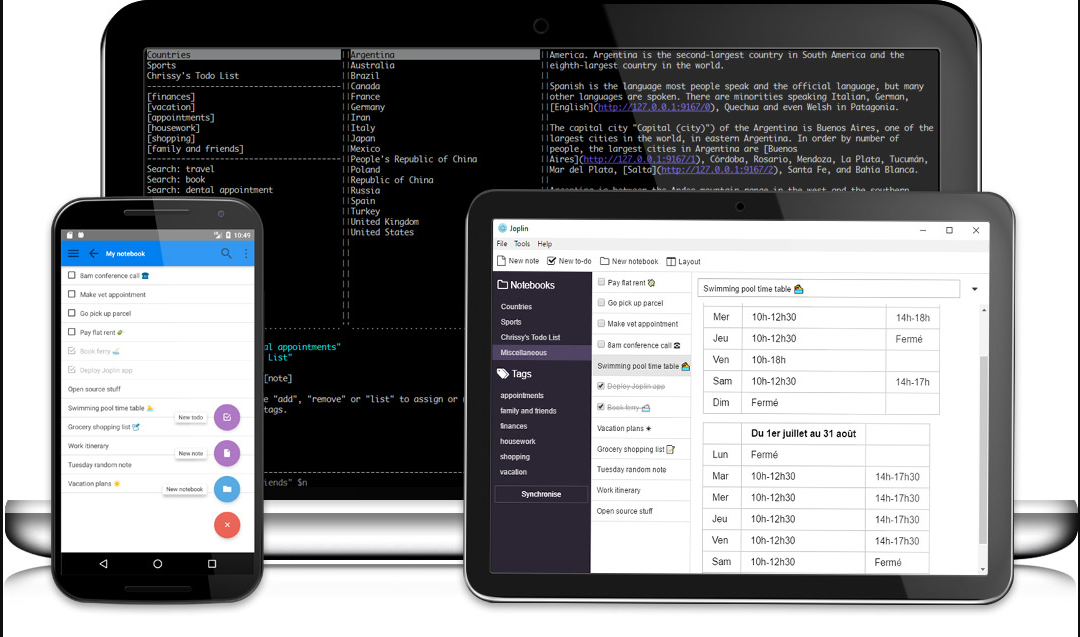 Countries
Sports
Chrissy's Todo List
[finances]
[vacation]
[appointments]
[housework]
[shopping]
[family and friends]
Search: travel
Search: book
Search: dental appointment
Argentina
Australia
Brazil
Canada
France
Germany
Iran
Italy
Japan
Mexico
People's Republic of China
Poland
Republic of China
Russia
Spain
Turkey
United Kingdom
United States
America. Argentina is the second-largest country in South America and the
eighth-largest country in the world.
Spanish is the language most people speak and the official language, but many
other languages are spoken. There are minorities speaking Italian, German,
[English](http://127.0.0.1:9167/0), Quechua and even Welsh in Patagonia.
The capital city "Capital (city)") of the Argentina is Buenos Aires, one of the
largest cities in the world, in eastern Argentina. In order by number of
people, the largest cities in Argentina are [Buenos
Aires](http://127.0.0.1:9167/1), Córdoba, Rosario, Mendoza, La Plata, Tucumán,
Mar del Plata, [Salta](http://127.0.0.1:9167/2), Santa Fe, and Bahía Blanca.
Argentina is between the Andes mountain range in the west and the southern
al appointments"
List"
[note]
e "add", "remove" or "list" to assign or
tags.
iends" $n
10:49
My notebook
8am conference call ☎
Make vet appointment
Go pick up parcel
Pay flat rent
Book ferry
Deploy Joplin app
Open source stuff
Swimming pool time table
Grocery shopping list
Work itinerary
Tuesday random note
Vacation plans ☀
New todo
New note
New notebook
Joplin
File Tools Help
New note New to-do New notebook Layout
Notebooks
Countries
Sports
Chrissy's Todo List
Miscellaneous
Tags
appointments
family and friends
finances
housework
shopping
vacation
Synchronise
Pay flat rent
Go pick up parcel
Make vet appointment
8am conference call ☎
Swimming pool time table
Deploy Joplin app
Book ferry
Vacation plans ☀
Grocery shopping list
Tuesday random note
Work itinerary
Open source stuff
Swimming pool time table
Mer 10h-12h30 14h-18h
Jeu 10h-12h30 Fermé
Ven 10h-18h
Sam 10h-12h30 14h-17h
Dim Fermé
Du 1er juillet au 31 août
Lun Fermé
Mar 10h-12h30 14h-17h30
Mer 10h-12h30 14h-17h30
Jeu 10h-12h30 14h-17h30
Ven 10h-12h30 14h-17h30
Sam 10h-12h30 Fermé